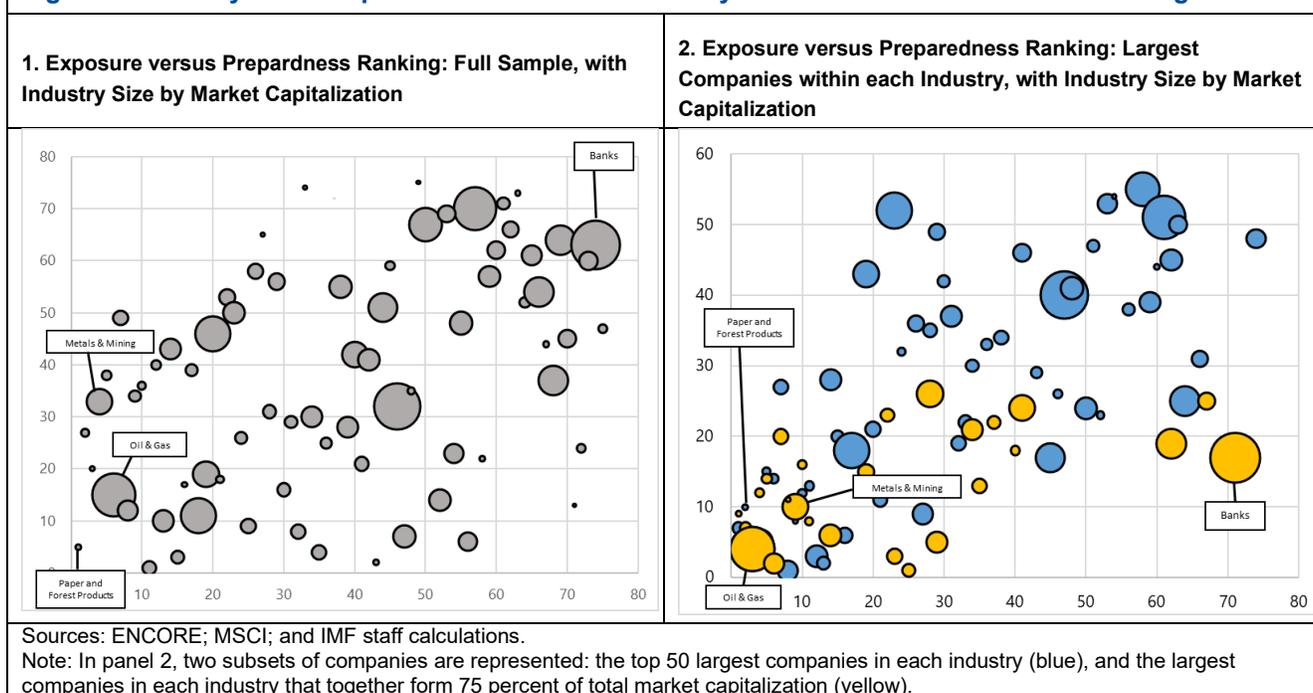 1. Exposure versus Prepardness Ranking: Full Sample, with
Industry Size by Market Capitalization
2. Exposure versus Preparedness Ranking: Largest
Companies within each Industry, with Industry Size by Market
Capitalization
80
70
60
50
40
30
20
10
0
10 20 30 40 50 60 70 80
Banks
Metals & Mining
Oil & Gas
Paper and
Forest Products
60
50
40
30
20
10
0
10 20 30 40 50 60 70 80
Paper and
Forest Products
Metals & Mining
Banks
Oil & Gas
Sources: ENCORE; MSCI; and IMF staff calculations.
Note: In panel 2, two subsets of companies are represented: the top 50 largest companies in each industry (blue), and the largest
companies in each industry that together form 75 percent of total market capitalization (yellow).